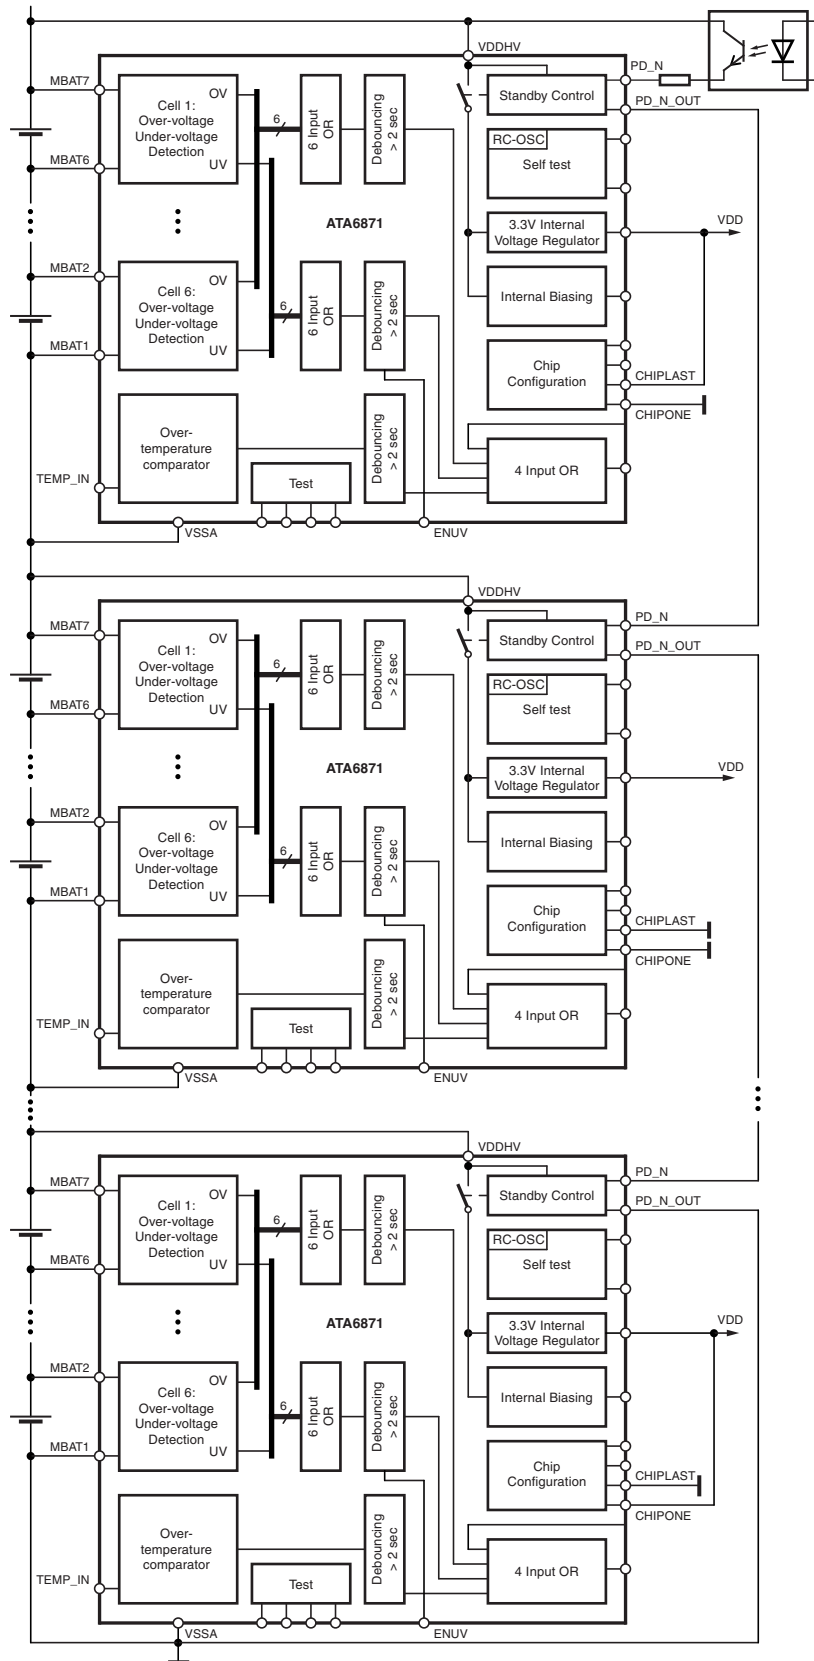 VDDHV
PD_N
MBAT7
Cell 1:
Over-voltage
Under-voltage
Detection
OV
UV
6
6 Input
OR
Debouncing
> 2 sec
Standby Control
PD_N_OUT
RC-OSC
Self test
MBAT6
ATA6871
3.3V Internal
Voltage Regulator
VDD
MBAT2
Cell 6:
Over-voltage
Under-voltage
Detection
OV
UV
6
6 Input
OR
Debouncing
> 2 sec
Internal Biasing
MBAT1
Chip
Configuration
CHIPLAST
CHIPONE
Over-
temperature
comparator
Debouncing
> 2 sec
TEMP_IN
Test
4 Input OR
VSSA
ENUV
VDDHV
PD_N
MBAT7
Cell 1:
Over-voltage
Under-voltage
Detection
OV
UV
6
6 Input
OR
Debouncing
> 2 sec
Standby Control
PD_N_OUT
RC-OSC
Self test
MBAT6
ATA6871
3.3V Internal
Voltage Regulator
VDD
MBAT2
Cell 6:
Over-voltage
Under-voltage
Detection
OV
UV
6
6 Input
OR
Debouncing
> 2 sec
Internal Biasing
MBAT1
Chip
Configuration
CHIPLAST
CHIPONE
Over-
temperature
comparator
Debouncing
> 2 sec
TEMP_IN
Test
4 Input OR
VSSA
ENUV
VDDHV
PD_N
MBAT7
Cell 1:
Over-voltage
Under-voltage
Detection
OV
UV
6
6 Input
OR
Debouncing
> 2 sec
Standby Control
PD_N_OUT
RC-OSC
Self test
MBAT6
ATA6871
3.3V Internal
Voltage Regulator
VDD
MBAT2
Cell 6:
Over-voltage
Under-voltage
Detection
OV
UV
6
6 Input
OR
Debouncing
> 2 sec
Internal Biasing
MBAT1
Chip
Configuration
CHIPLAST
CHIPONE
Over-
temperature
comparator
Debouncing
> 2 sec
TEMP_IN
Test
4 Input OR
VSSA
ENUV